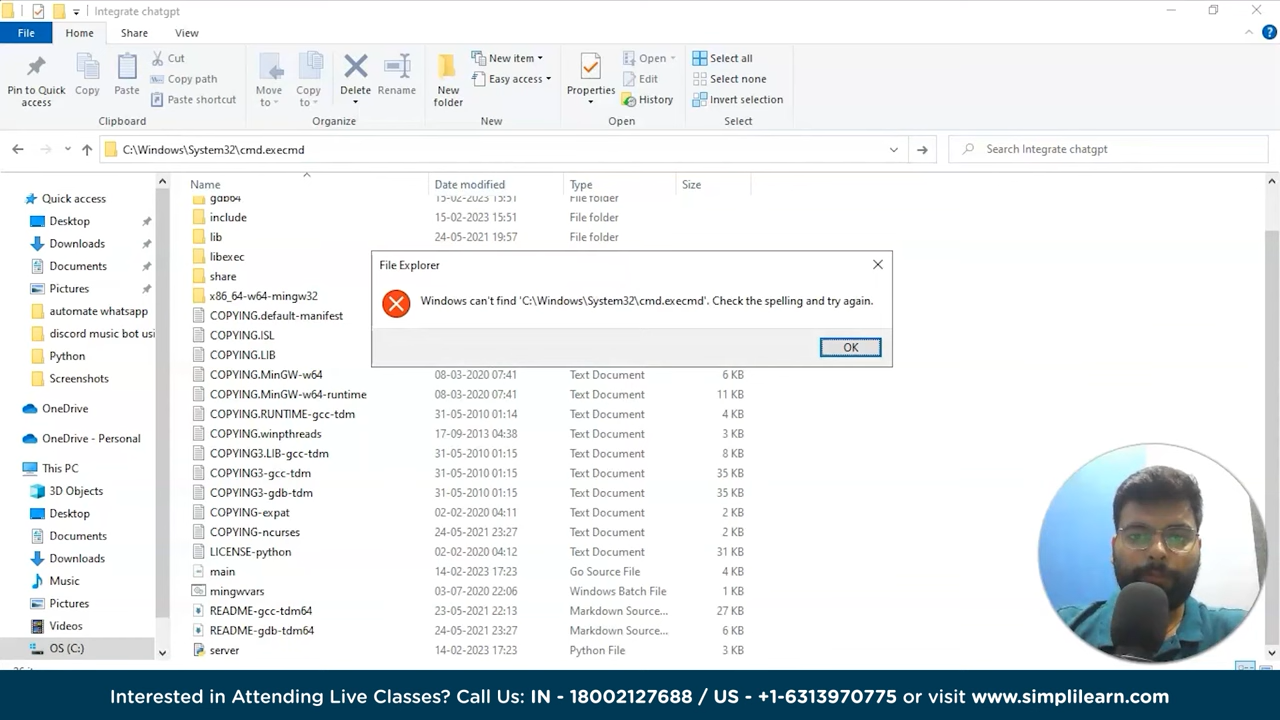 Integrate chatgpt
File Home Share View
Pin to Quick access
Copy
Paste
Cut
Copy path
Paste shortcut
Clipboard
Move to
Copy to
Delete
Rename
Organize
New folder
New item
Easy access
New
Properties
Open
Edit
History
Open
Select all
Select none
Invert selection
Select
C:\Windows\System32\cmd.execmd
Search Integrate chatgpt
Quick access
Desktop
Downloads
Documents
Pictures
automate whatsapp
discord music bot usi
Python
Screenshots
OneDrive
OneDrive - Personal
This PC
3D Objects
Desktop
Documents
Downloads
Music
Pictures
Videos
OS (C:)
Name Date modified Type Size
gdb64 15-02-2023 15:51 File folder
include 15-02-2023 15:51 File folder
lib 24-05-2021 19:57 File folder
libexec
share
x86_64-w64-mingw32
COPYING.default-manifest
COPYING.ISL
COPYING.LIB
COPYING.MinGW-w64 08-03-2020 07:41 Text Document 6 KB
COPYING.MinGW-w64-runtime 08-03-2020 07:41 Text Document 11 KB
COPYING.RUNTIME-gcc-tdm 31-05-2010 01:14 Text Document 4 KB
COPYING.winpthreads 17-09-2013 04:38 Text Document 3 KB
COPYING3.LIB-gcc-tdm 31-05-2010 01:15 Text Document 8 KB
COPYING3-gcc-tdm 31-05-2010 01:15 Text Document 35 KB
COPYING3-gdb-tdm 31-05-2010 01:15 Text Document 35 KB
COPYING-expat 02-02-2020 04:11 Text Document 2 KB
COPYING-ncurses 24-05-2021 23:27 Text Document 2 KB
LICENSE-python 02-02-2020 04:12 Text Document 31 KB
main 14-02-2023 17:23 Go Source File 4 KB
mingwvars 03-07-2020 22:06 Windows Batch File 1 KB
README-gcc-tdm64 23-05-2021 22:13 Markdown Source... 27 KB
README-gdb-tdm64 24-05-2021 23:27 Markdown Source... 6 KB
server 14-02-2023 17:23 Python File 3 KB
File Explorer
Windows can't find 'C:\Windows\System32\cmd.execmd'. Check the spelling and try again.
OK
Interested in Attending Live Classes? Call Us: IN - 18002127688 / US - +1-6313970775 or visit www.simplilearn.com